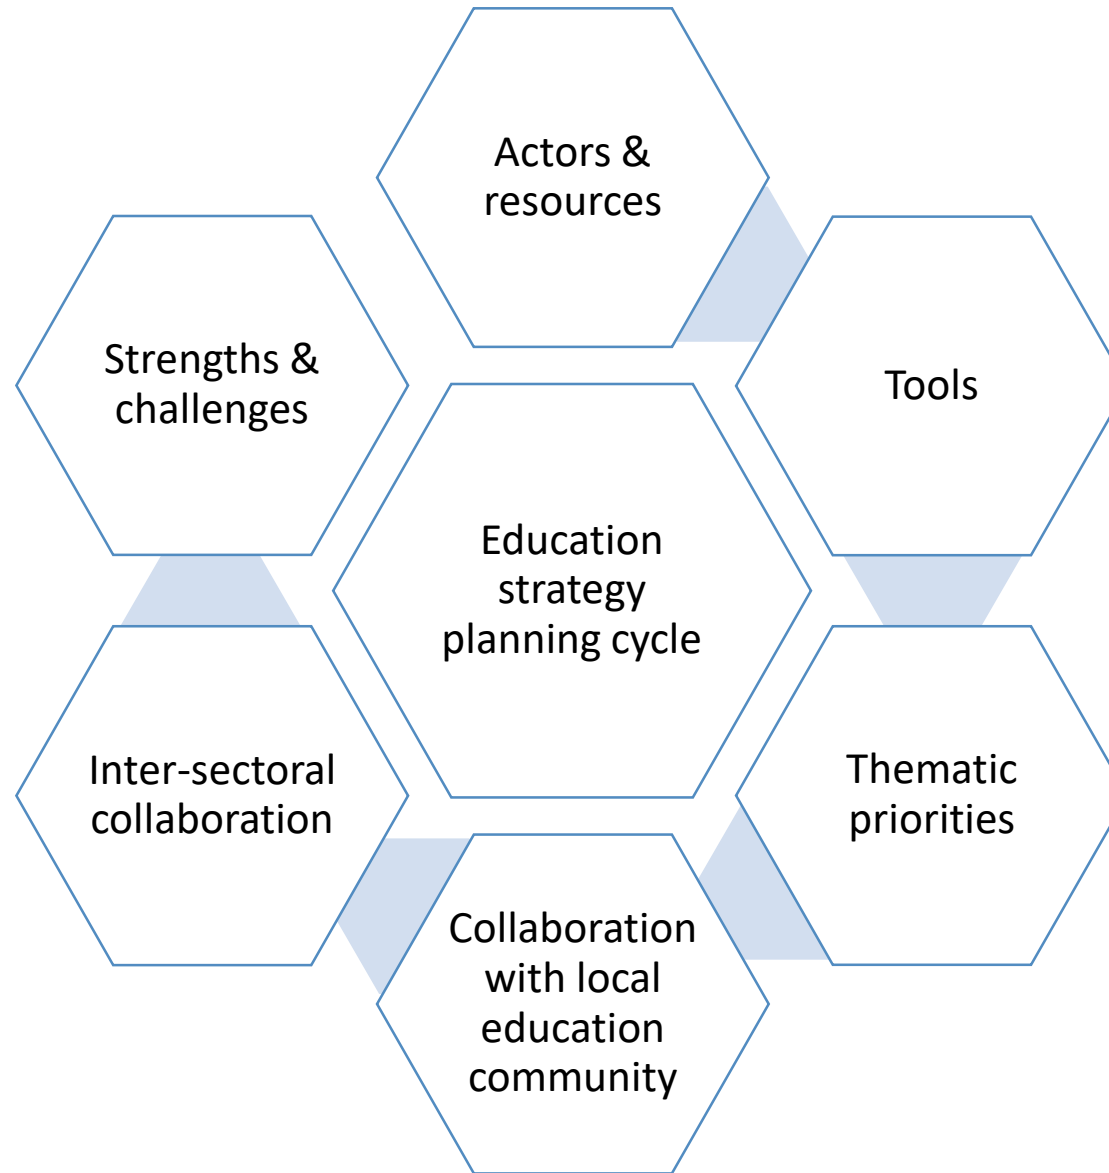 Actors &
resources
Strengths &
challenges
Tools
Education
strategy
planning cycle
Inter-sectoral
collaboration
Thematic
priorities
Collaboration
with local
education
community